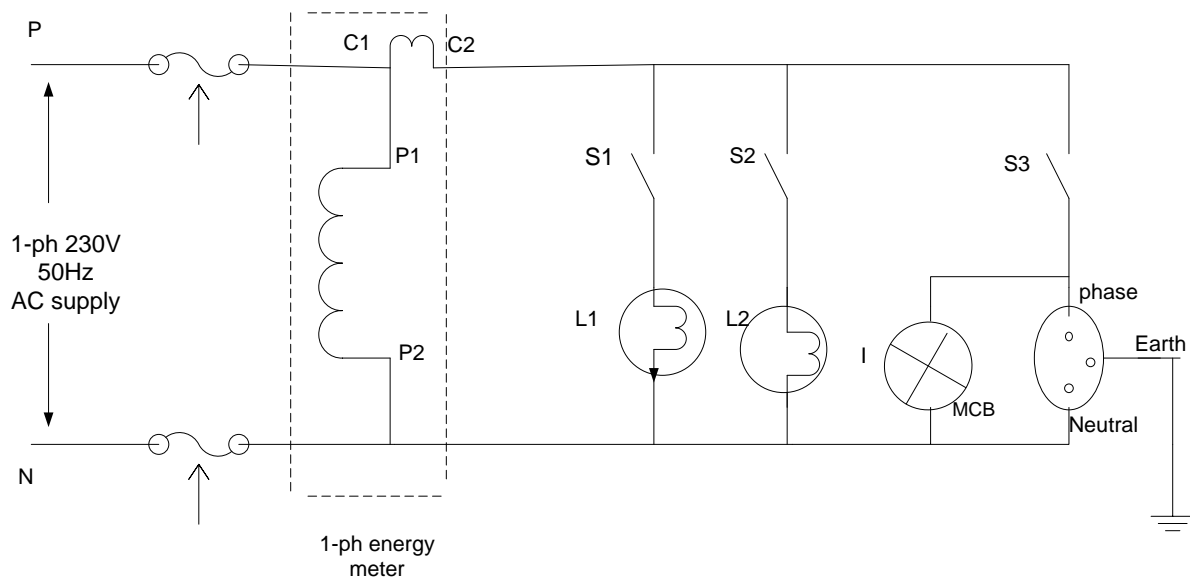 P
C1
C2
P1
S1
S2
S3
1-ph 230V
50Hz
AC supply
phase
L1
L2
Earth
P2
I
MCB
Neutral
N
1-ph energy
meter